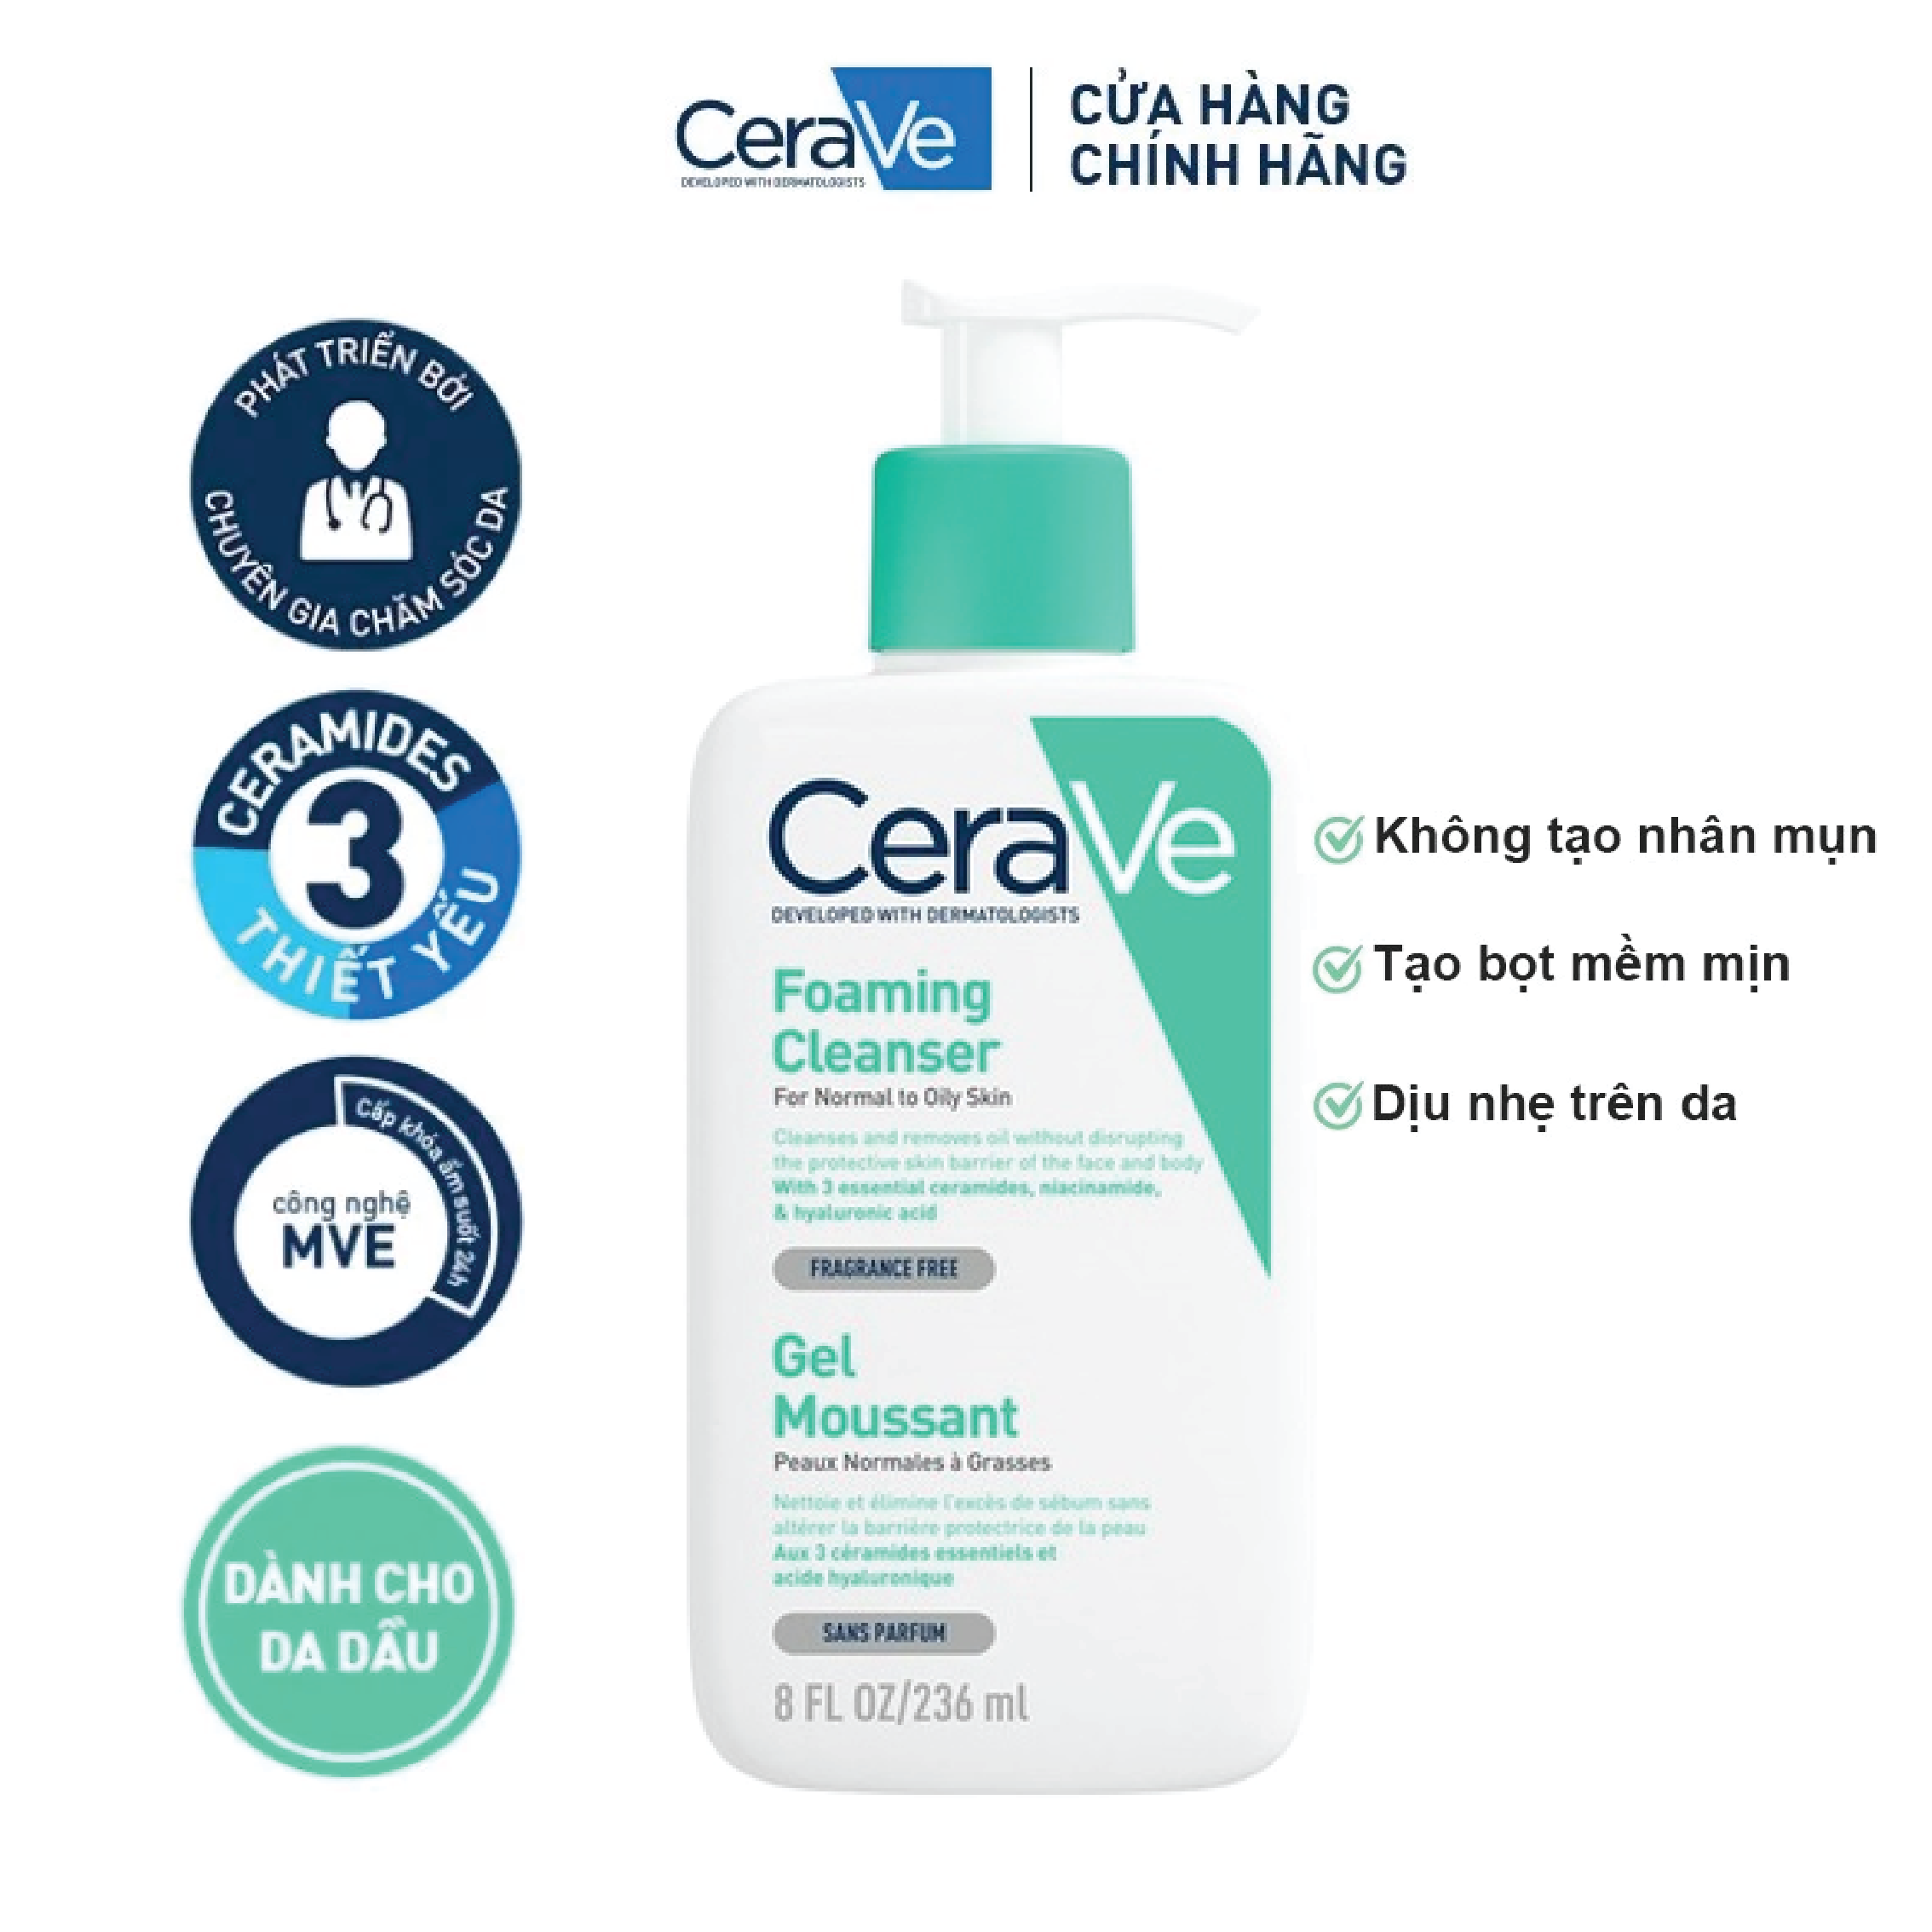 CeraVe
DEVELOPED WITH DERMATOLOGISTS
CỬA HÀNG
CHÍNH HÃNG
PHÁT TRIỂN BỞI
CHUYÊN GIA CHĂM SÓC DA
CERAMIDES
3
THIẾT YẾU
Cấp khóa ẩm suốt 24h
công nghệ
MVE
DÀNH CHO
DA DẦU
CeraVe
DEVELOPED WITH DERMATOLOGISTS
Foaming
Cleanser
For Normal to Oily Skin
Cleanses and removes oil without disrupting
the protective skin barrier of the face and body
With 3 essential ceramides, niacinamide,
& hyaluronic acid
FRAGRANCE FREE
Gel
Moussant
Peaux Normales à Grasses
Nettoie et élimine l'excès de sébum sans
altérer la barrière protectrice de la peau
Aux 3 céramides essentiels et
acide hyaluronique
SANS PARFUM
8 FL OZ/236 ml
Không tạo nhân mụn
Tạo bọt mềm mịn
Dịu nhẹ trên da